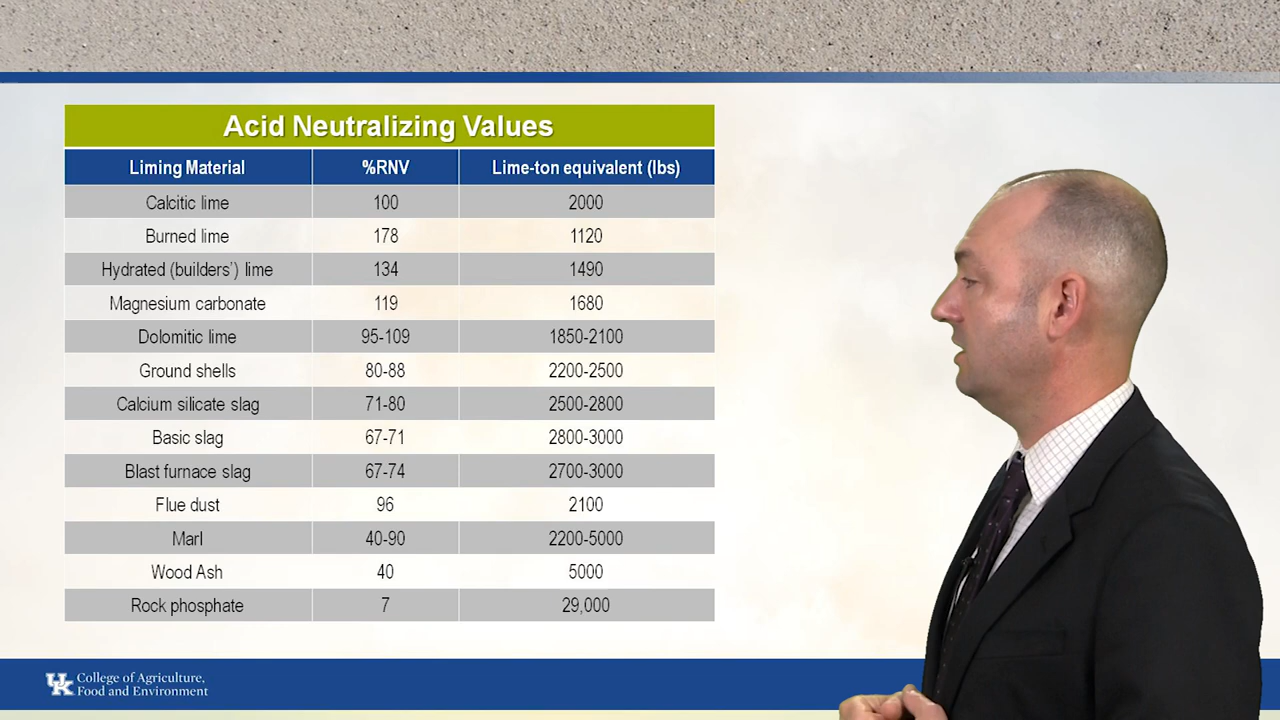 Acid Neutralizing Values
Liming Material %RNV Lime-ton equivalent (lbs)
Calcitic lime 100 2000
Burned lime 178 1120
Hydrated (builders’) lime 134 1490
Magnesium carbonate 119 1680
Dolomitic lime 95-109 1850-2100
Ground shells 80-88 2200-2500
Calcium silicate slag 71-80 2500-2800
Basic slag 67-71 2800-3000
Blast furnace slag 67-74 2700-3000
Flue dust 96 2100
Marl 40-90 2200-5000
Wood Ash 40 5000
Rock phosphate 7 29,000
UK College of Agriculture,
Food and Environment